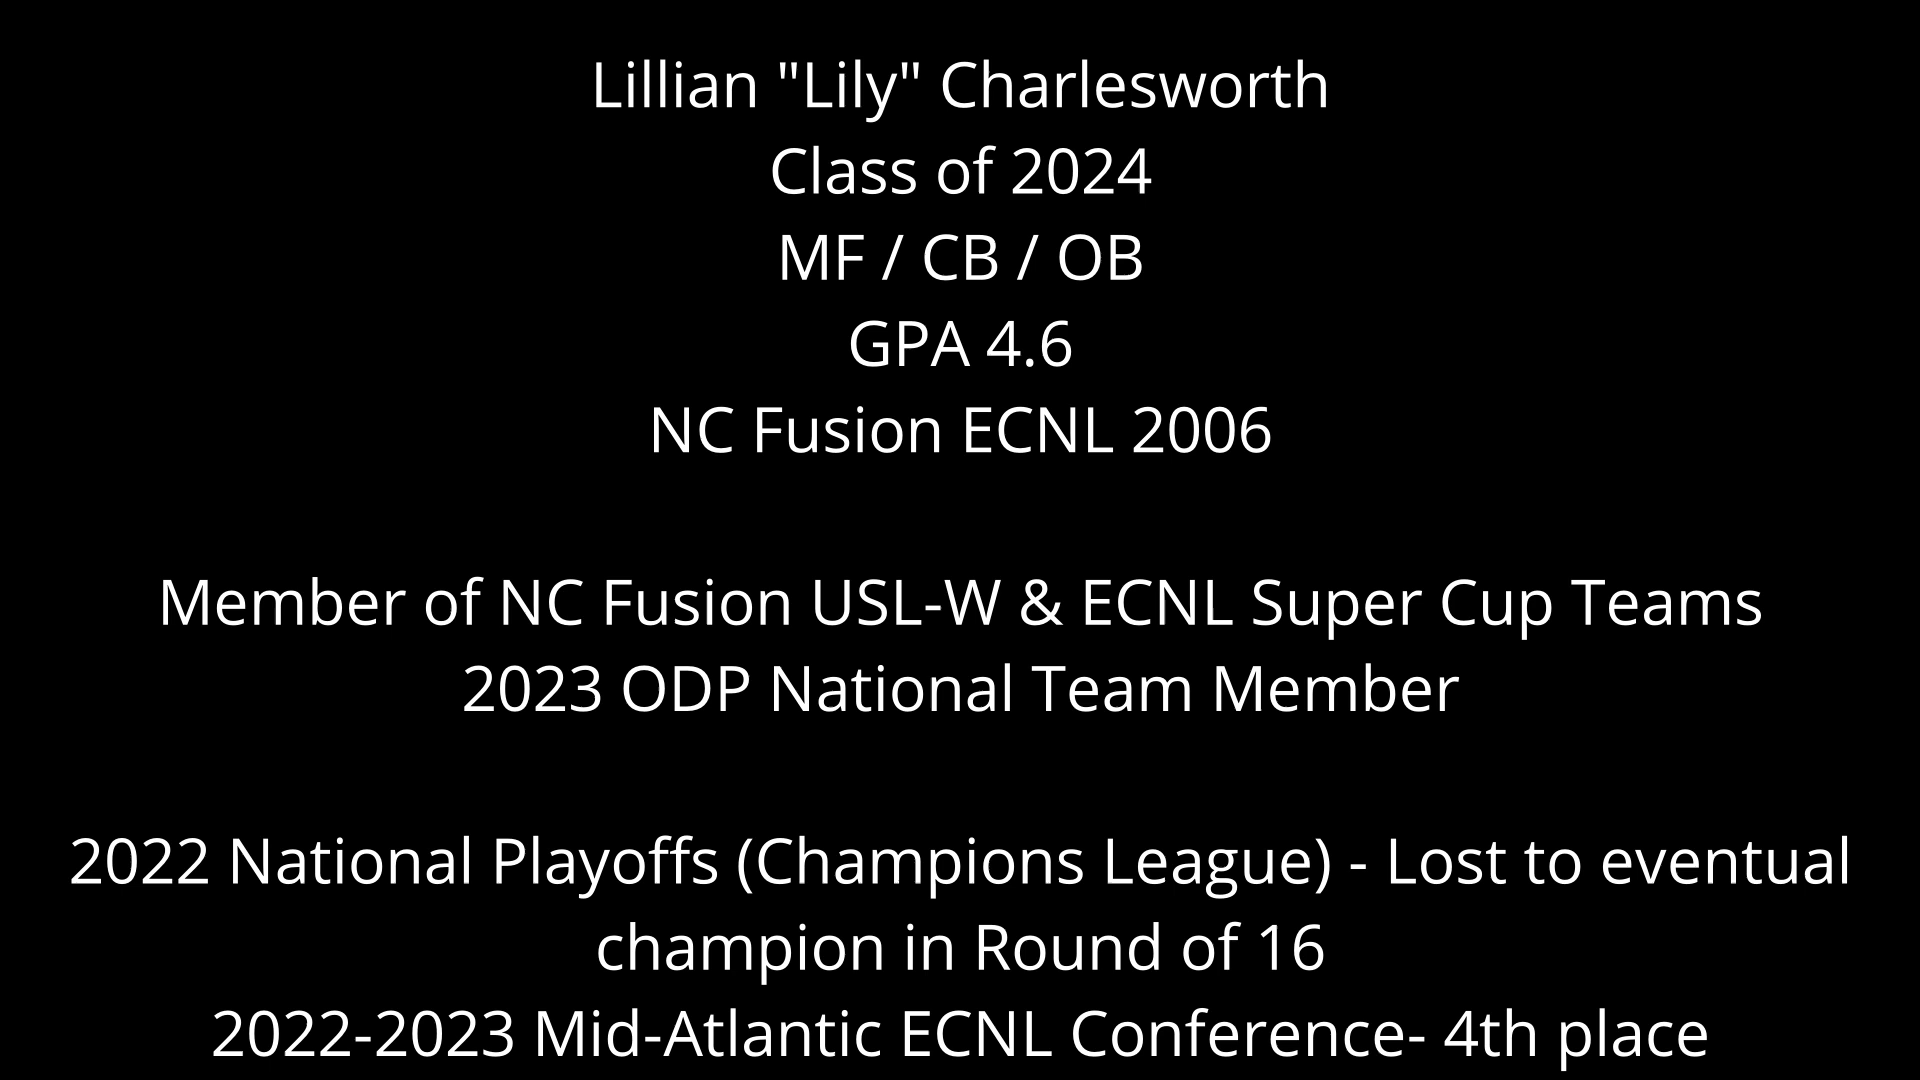 Lillian "Lily" Charlesworth
Class of 2024
MF / CB / OB
GPA 4.6
NC Fusion ECNL 2006
Member of NC Fusion USL-W & ECNL Super Cup Teams
2023 ODP National Team Member
2022 National Playoffs (Champions League) - Lost to eventual
champion in Round of 16
2022-2023 Mid-Atlantic ECNL Conference- 4th place